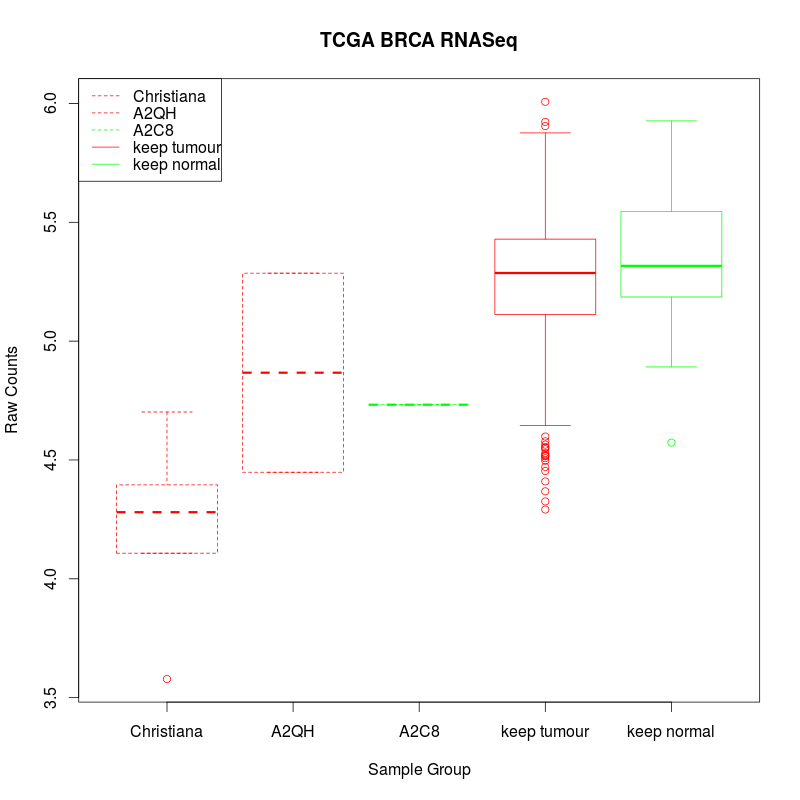 TCGA BRCA RNASeq
Christiana
A2QH
A2C8
keep tumour
keep normal
6.0
5.5
5.0
4.5
4.0
3.5
Raw Counts
Christiana A2QH A2C8 keep tumour keep normal
Sample Group